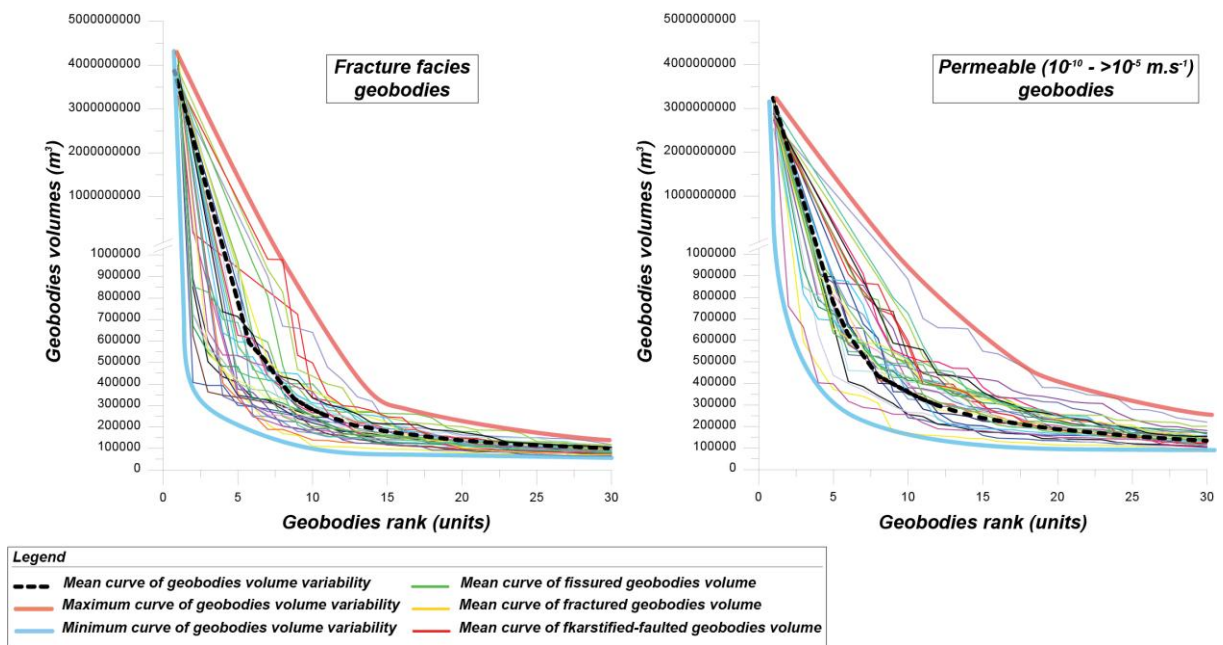 Fracture facies
geobodies
Geobodies volumes (m³)
5000000000
4000000000
3000000000
2000000000
1000000000
1000000
900000
800000
700000
600000
500000
400000
300000
200000
100000
0
0 5 10 15 20 25 30
Geobodies rank (units)
Permeable (10⁻¹⁰ - >10⁻⁵ m.s⁻¹)
geobodies
Geobodies volumes (m³)
5000000000
4000000000
3000000000
2000000000
1000000000
1000000
900000
800000
700000
600000
500000
400000
300000
200000
100000
0
0 5 10 15 20 25 30
Geobodies rank (units)
Legend
Mean curve of geobodies volume variability
Maximum curve of geobodies volume variability
Minimum curve of geobodies volume variability
Mean curve of fissured geobodies volume
Mean curve of fractured geobodies volume
Mean curve of fkarstified-faulted geobodies volume